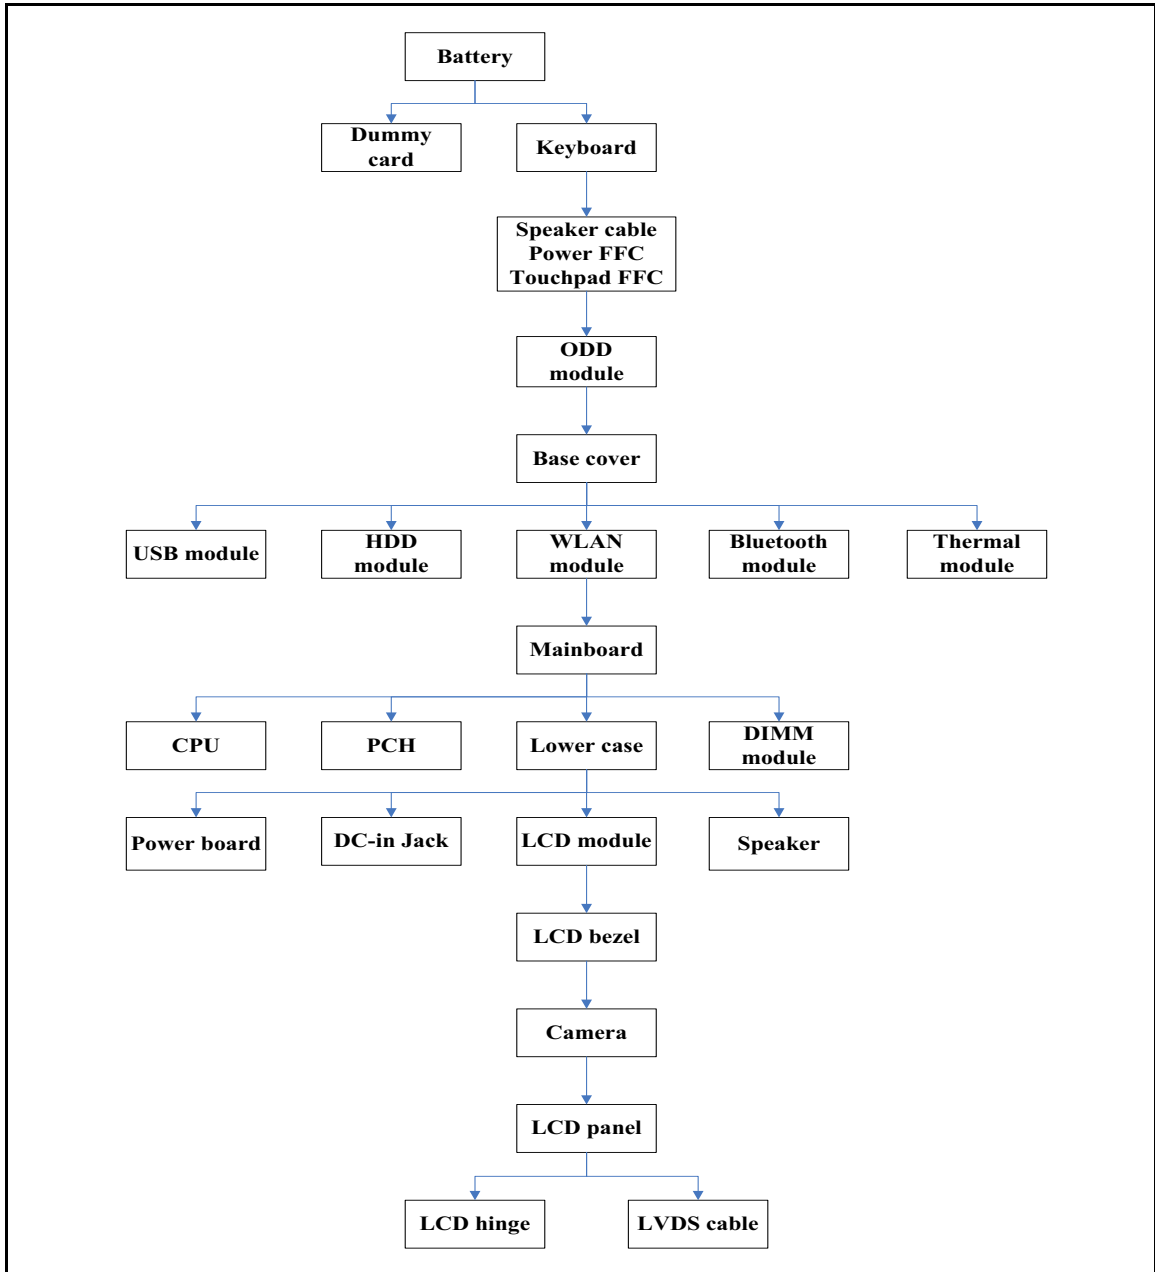 Battery
Dummy
card
Keyboard
Speaker cable
Power FFC
Touchpad FFC
ODD
module
Base cover
USB module
HDD
module
WLAN
module
Bluetooth
module
Thermal
module
Mainboard
CPU
PCH
Lower case
DIMM
module
Power board
DC-in Jack
LCD module
Speaker
LCD bezel
Camera
LCD panel
LCD hinge
LVDS cable